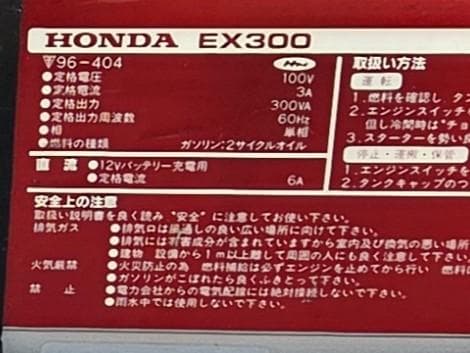 HONDA EX300
〒96-404
●定格電圧 100V
●定格電流 3A
●定格出力 300VA
●定格出力周波数 60Hz
●相 単相
●燃料の種類 ガソリン:2サイクルオイル
直流 ●12Vバッテリー充電用
●定格電流 6A
取扱い方法
運転
1.燃料を確認し タン
2.エンジンスイッチを
但し冷間時は"チョ
3.スターターを勢い
停止・運搬・保管
1.エンジンスイッチを
2.タンクキャップのつ
安全上の注意
取扱い説明書を良く読み "安全" に注意してお使い下さい。
排気ガス ●排気口は風通しの良い広い場所に向けて下さい。
●排気には有害成分が含まれていますから室内及び換気の悪い場所
●建物 設備から1m以上離して周囲の人にも良く注意して下さい。
火気厳禁 ●火災防止の為 燃料補給は必ずエンジンを止めてから行い 燃料
●ガソリンがこぼれたら良くふきとって下さい。
禁止 ●電力会社からの電気配線には絶対接続しないで下さい。
●雨水中では使用しないで下さい。